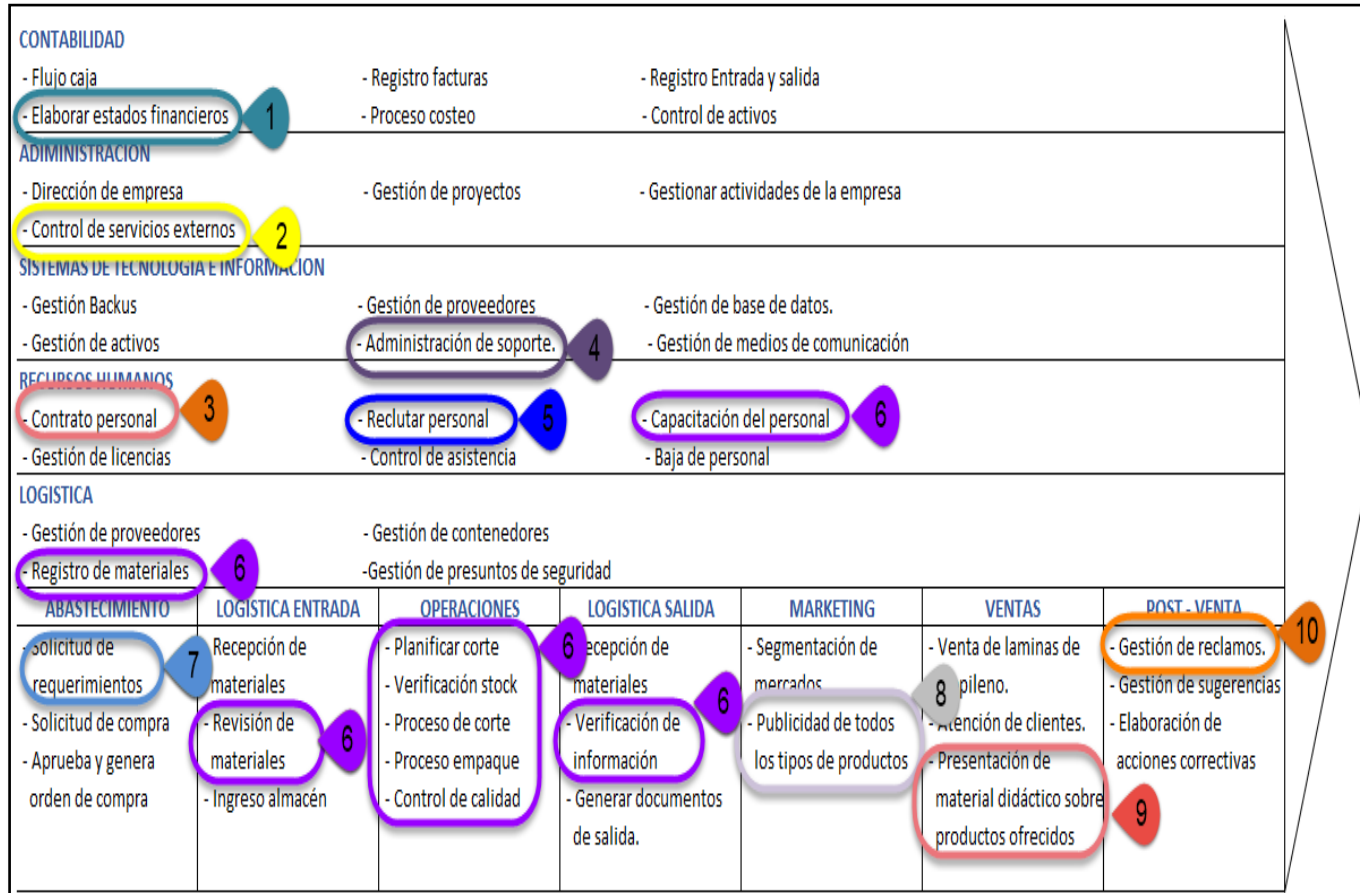 CONTABILIDAD
- Flujo caja - Registro facturas - Registro Entrada y salida
- Elaborar estados financieros 1 - Proceso costeo - Control de activos
ADIMINISTRACION
- Dirección de empresa - Gestión de proyectos - Gestionar actividades de la empresa
- Control de servicios externos 2
SISTEMAS DE TECNOLOGIA E INFORMACION
- Gestión Backus - Gestión de proveedores - Gestión de base de datos.
- Gestión de activos - Administración de soporte. 4 - Gestión de medios de comunicación
RECURSOS HUMANOS
- Contrato personal 3 - Reclutar personal 5 - Capacitación del personal 6
- Gestión de licencias - Control de asistencia - Baja de personal
LOGISTICA
- Gestión de proveedores - Gestión de contenedores
- Registro de materiales 6 -Gestión de presuntos de seguridad
ABASTECIMIENTO
- Solicitud de
requerimientos 7
- Solicitud de compra
- Aprueba y genera
orden de compra
LOGISTICA ENTRADA
Recepción de
materiales
- Revisión de
materiales 6
- Ingreso almacén
OPERACIONES
- Planificar corte 6
- Verificación stock
- Proceso de corte
- Proceso empaque
- Control de calidad
LOGISTICA SALIDA
ecepción de
materiales 6
- Verificación de
información
- Generar documentos
de salida.
MARKETING
- Segmentación de
mercados
- Publicidad de todos 8
los tipos de productos
VENTAS
- Venta de laminas de
pileno.
- Atención de clientes.
- Presentación de
material didáctico sobre
productos ofrecidos 9
POST - VENTA
- Gestión de reclamos. 10
- Gestión de sugerencias
- Elaboración de
acciones correctivas